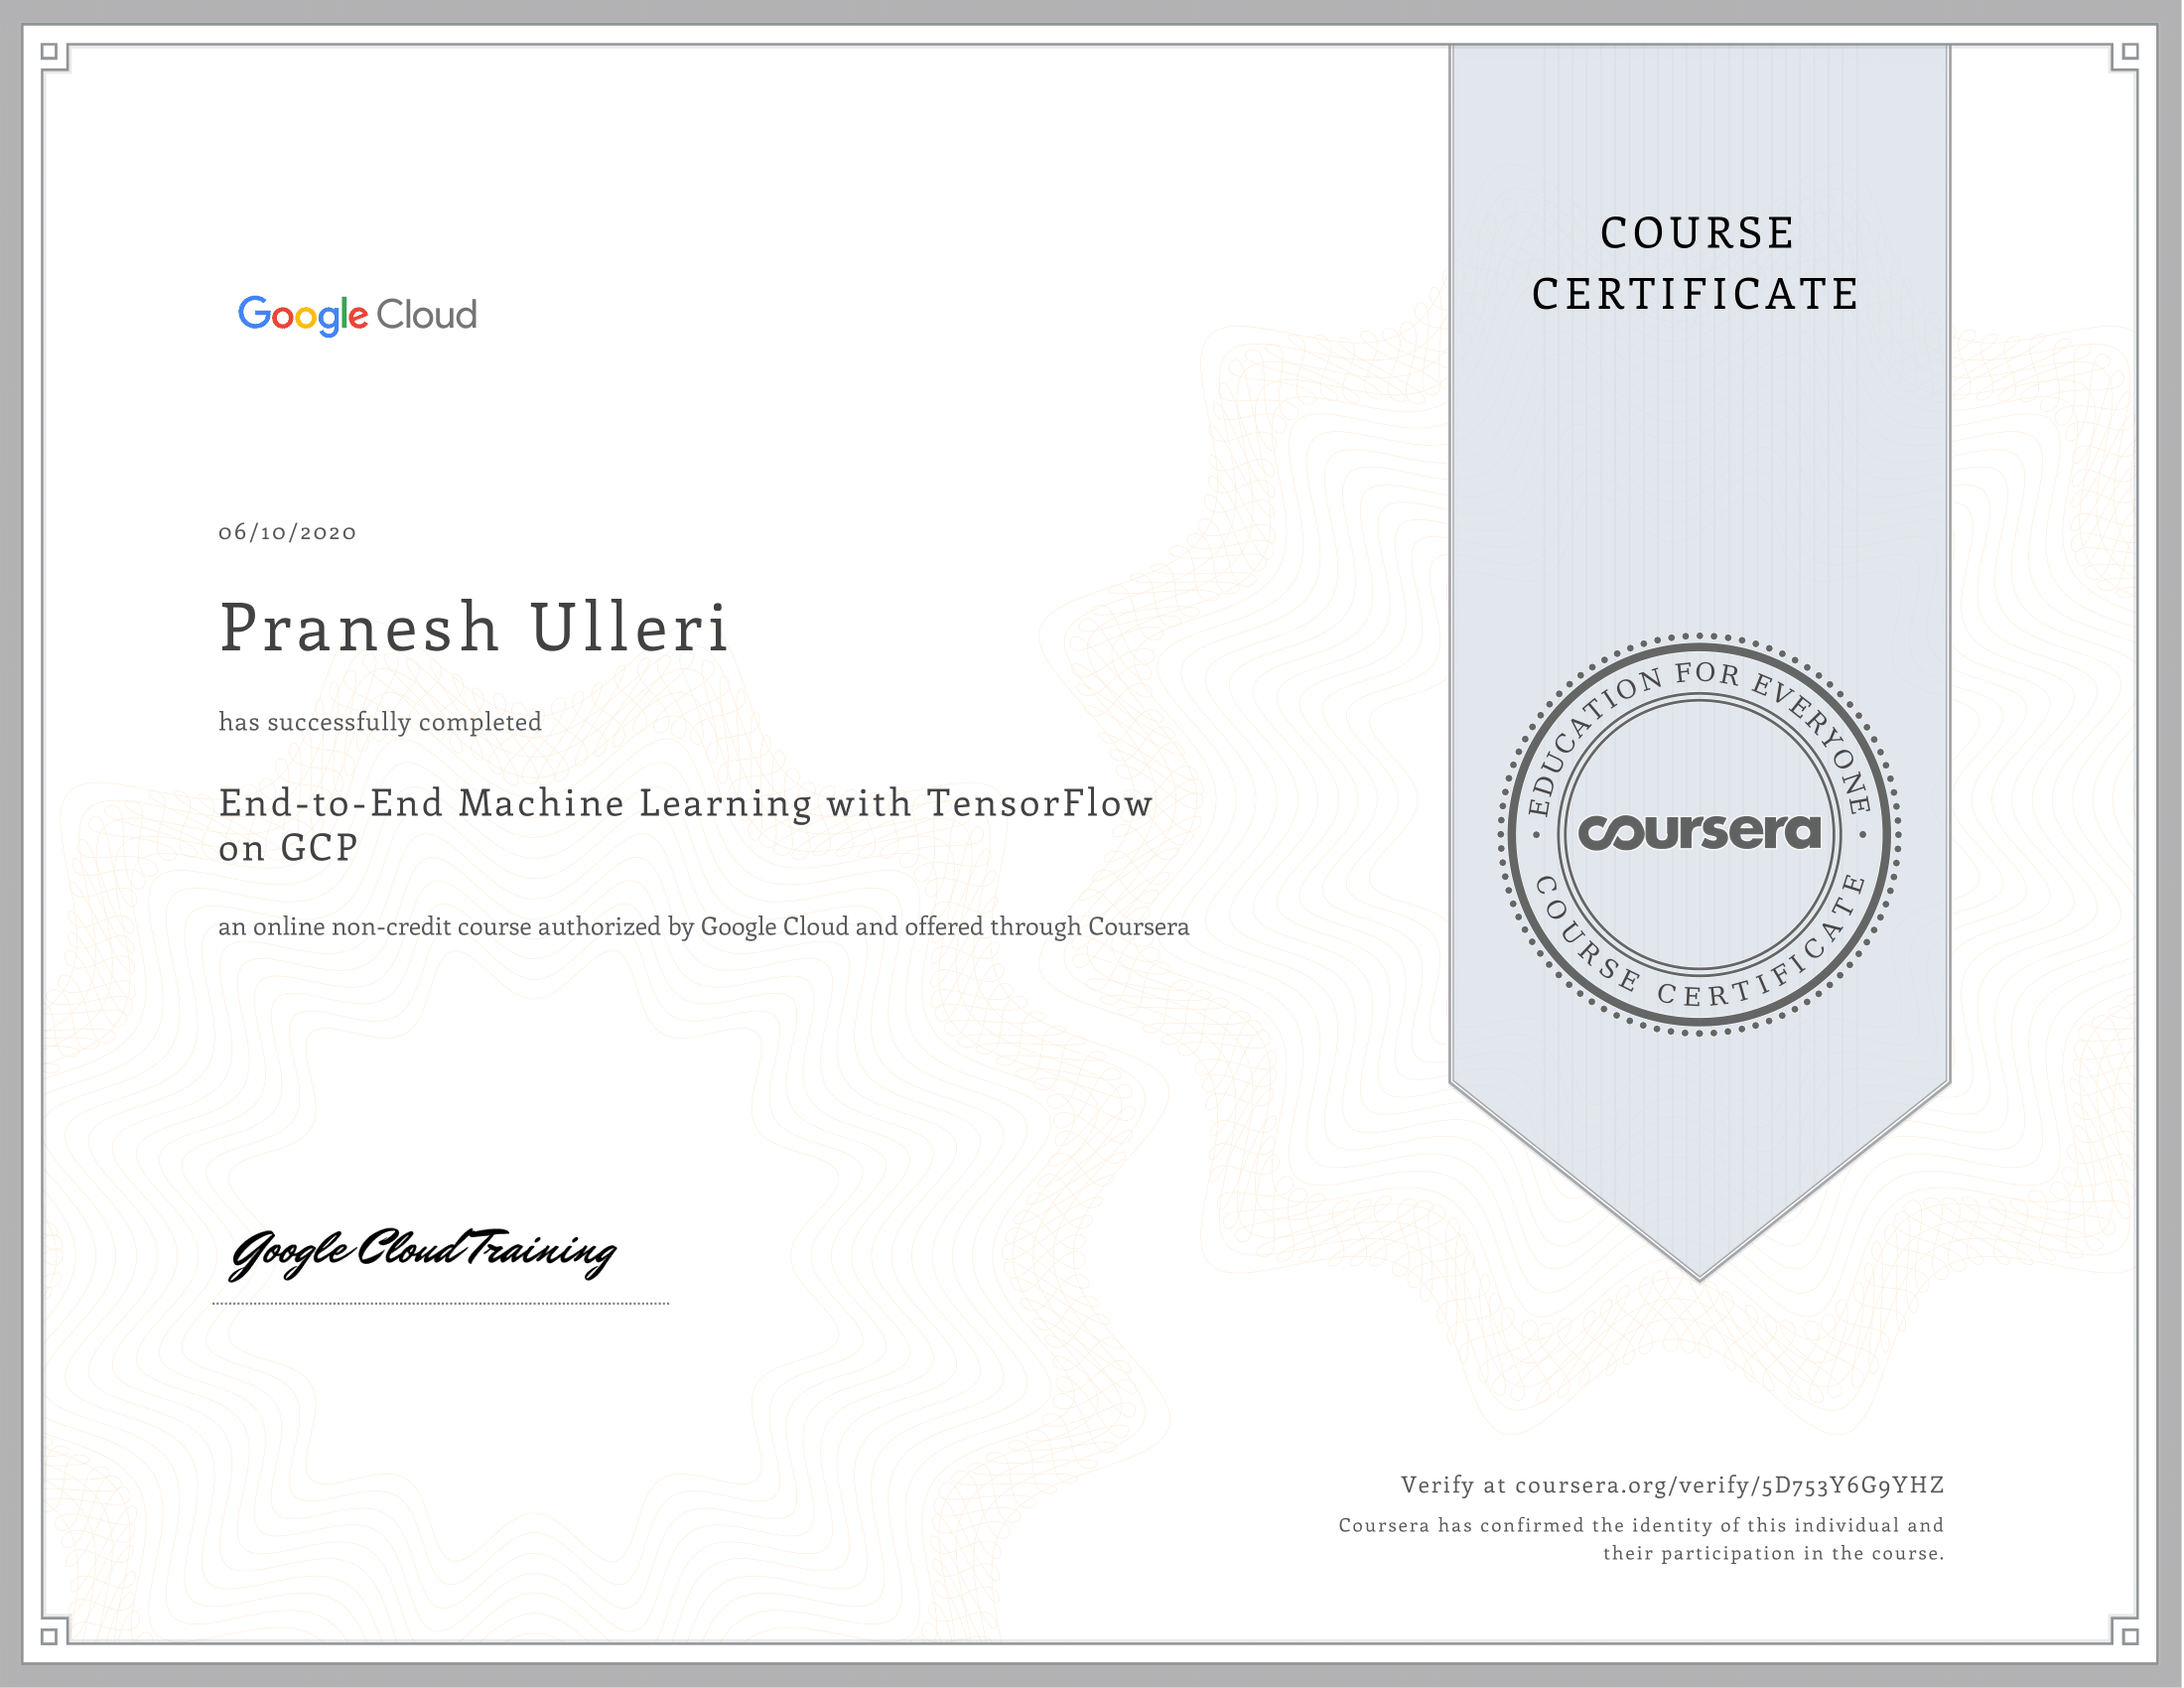 COURSE
CERTIFICATE
Google Cloud
06/10/2020
Pranesh Ulleri
has successfully completed
End-to-End Machine Learning with TensorFlow
on GCP
an online non-credit course authorized by Google Cloud and offered through Coursera
EDUCATION FOR EVERYONE
coursera
COURSE CERTIFICATE
Google Cloud Training
Verify at coursera.org/verify/5D753Y6G9YHZ
Coursera has confirmed the identity of this individual and
their participation in the course.